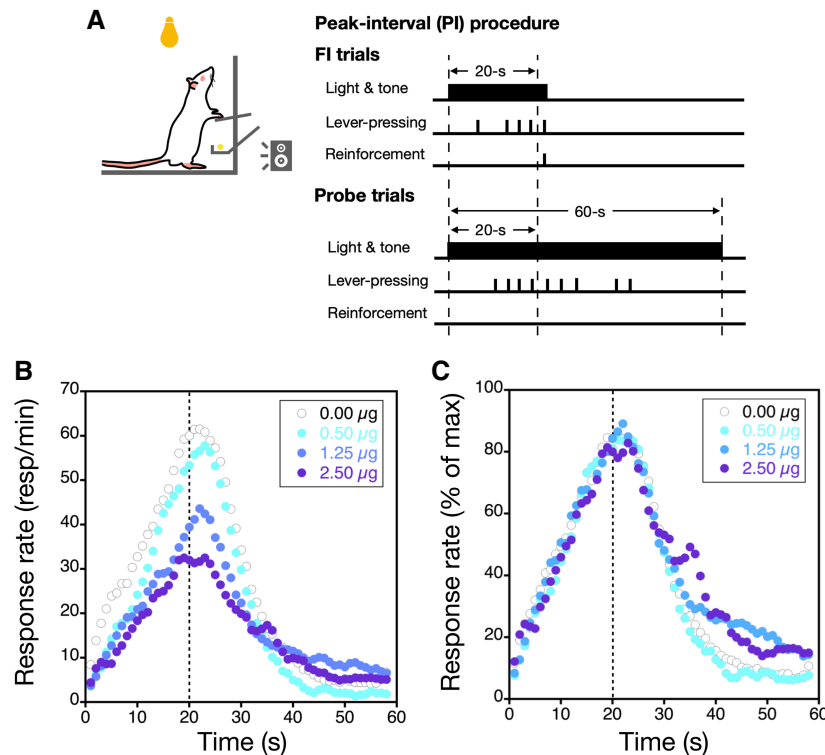 A
Peak-interval (PI) procedure
FI trials
20-s
Light & tone
Lever-pressing
Reinforcement
Probe trials
60-s
20-s
Light & tone
Lever-pressing
Reinforcement
B
70
60
50
40
30
20
10
0
0 10 20 30 40 50 60
Response rate (resp/min)
Time (s)
0.00 µg
0.50 µg
1.25 µg
2.50 µg
C
100
80
60
40
20
0
0 10 20 30 40 50 60
Response rate (% of max)
Time (s)
0.00 µg
0.50 µg
1.25 µg
2.50 µg